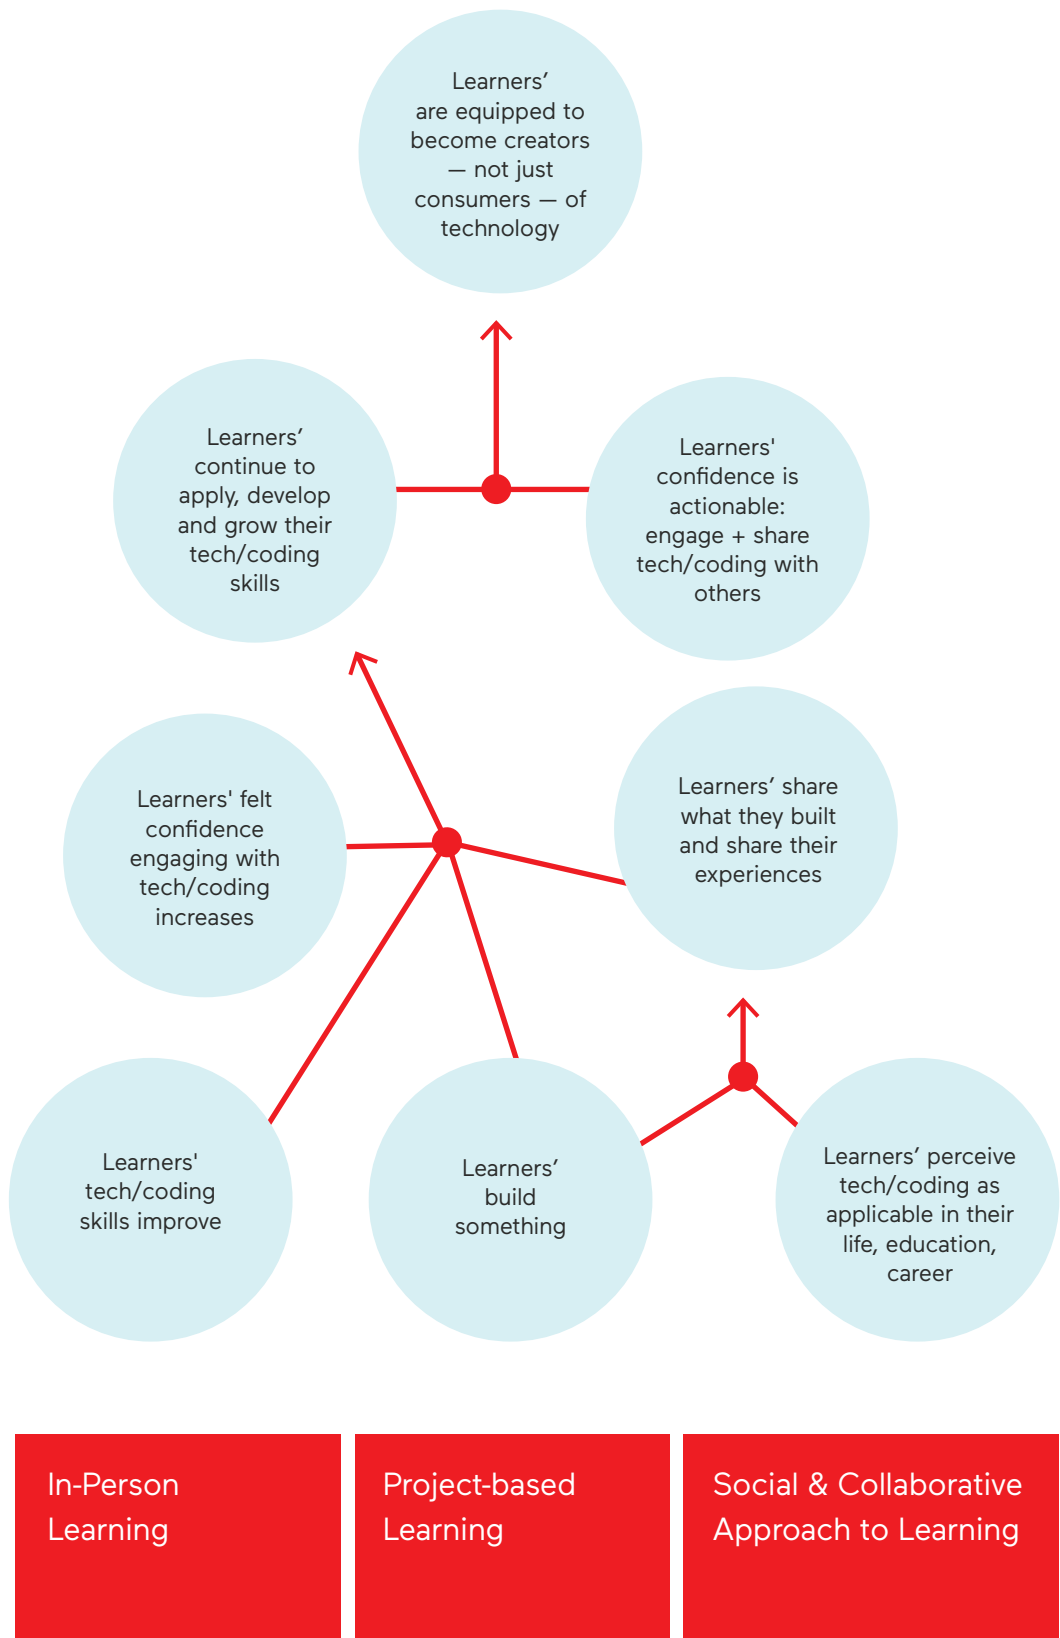 Learners’
are equipped to
become creators
— not just
consumers — of
technology
Learners’
continue to
apply, develop
and grow their
tech/coding
skills
Learners'
confidence is
actionable:
engage + share
tech/coding with
others
Learners' felt
confidence
engaging with
tech/coding
increases
Learners’ share
what they built
and share their
experiences
Learners'
tech/coding
skills improve
Learners’
build
something
Learners’ perceive
tech/coding as
applicable in their
life, education,
career
In-Person
Learning
Project-based
Learning
Social & Collaborative
Approach to Learning